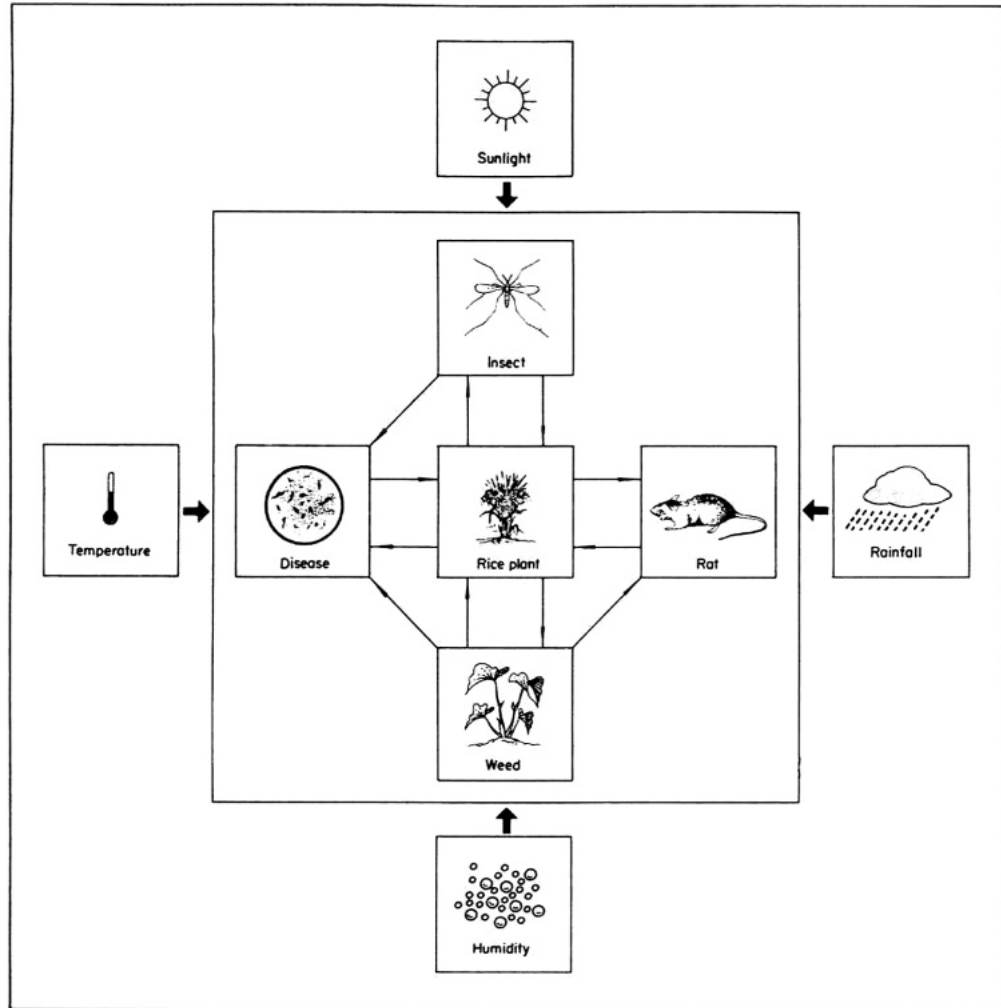 Sunlight
Insect
Temperature
Disease
Rice plant
Rat
Rainfall
Weed
Humidity